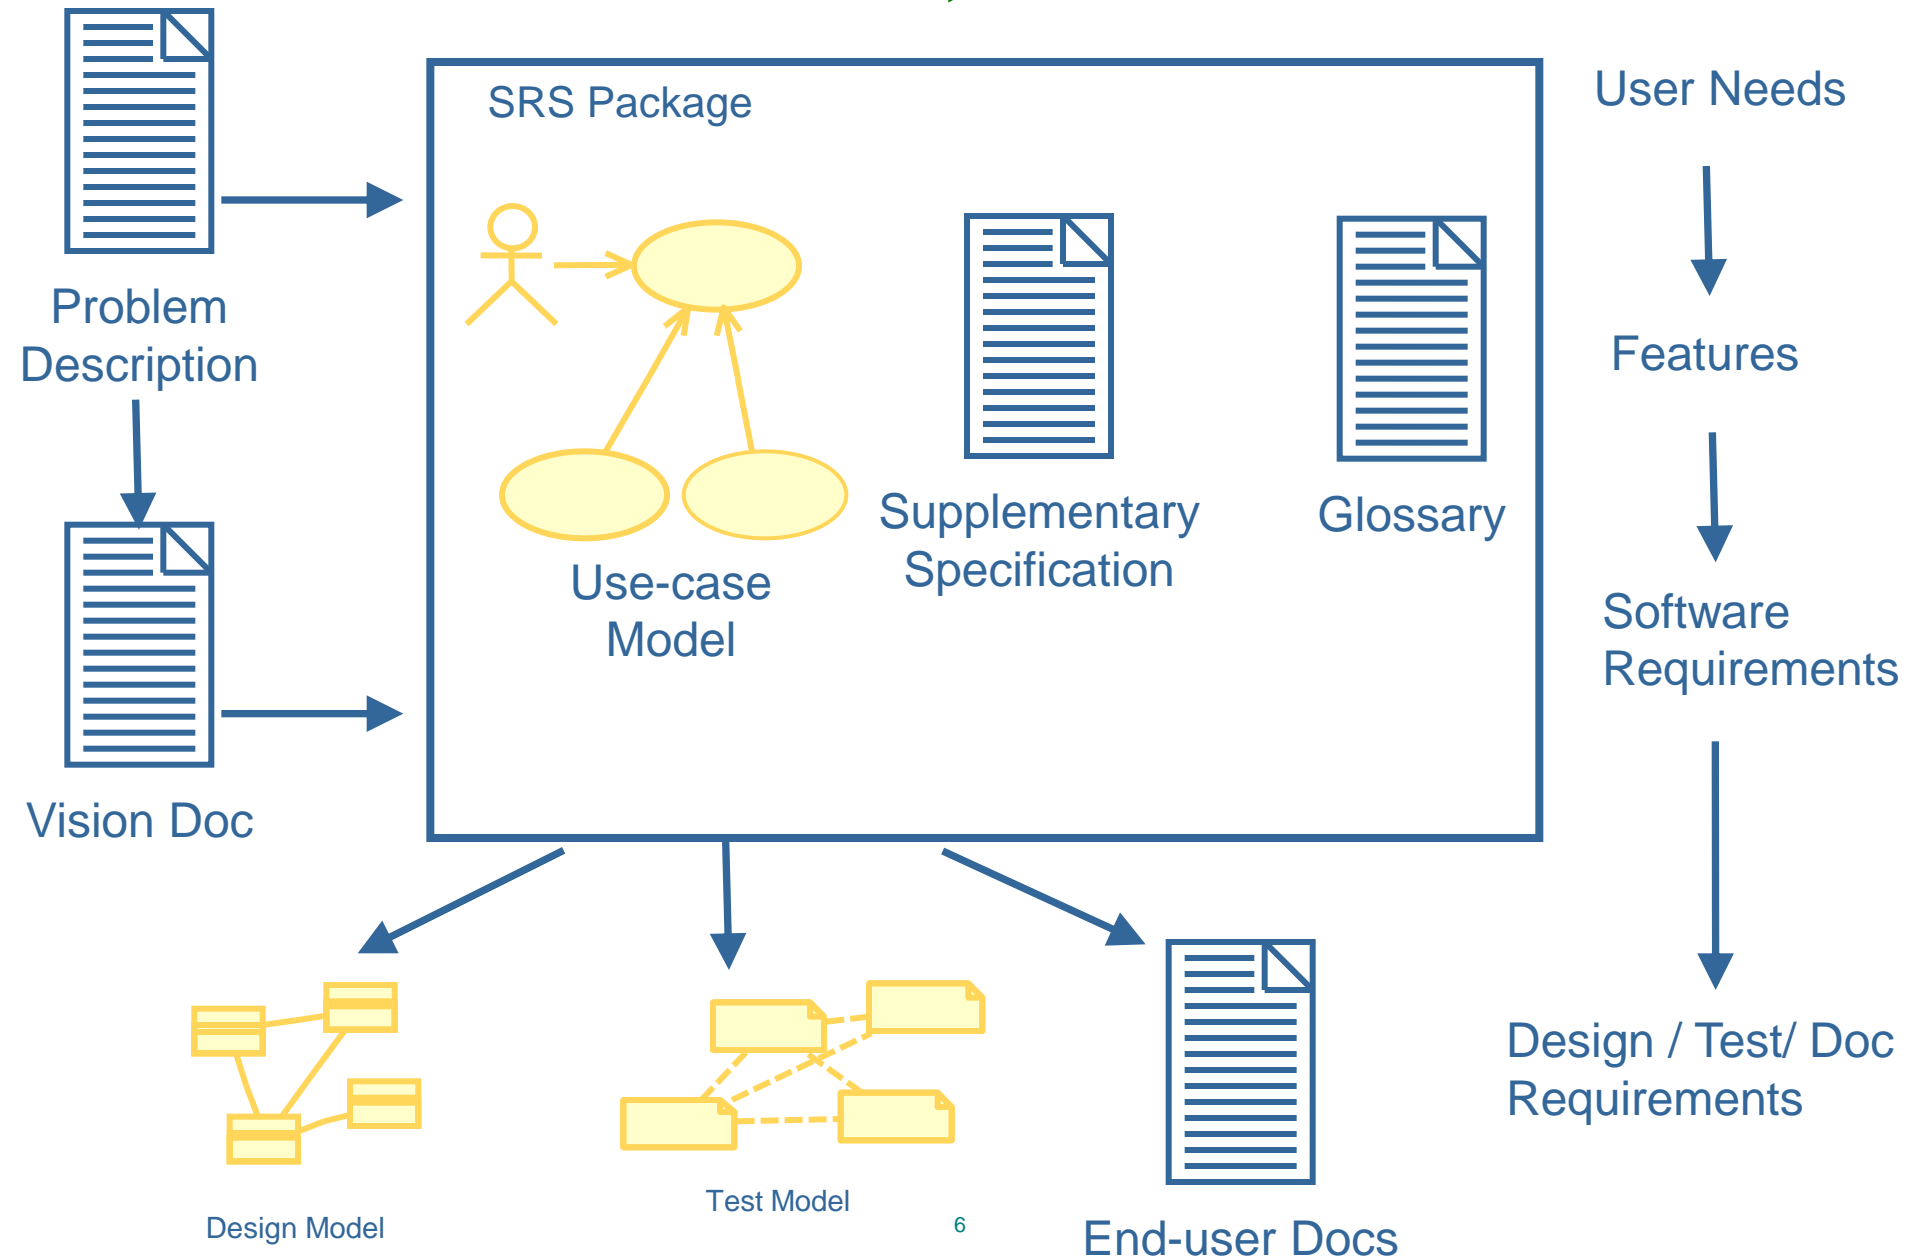 SRS Package
User Needs
Problem
Description
Features
Supplementary
Specification
Glossary
Use-case
Model
Software
Requirements
Vision Doc
Design / Test/ Doc
Requirements
Design Model
Test Model
6
End-user Docs